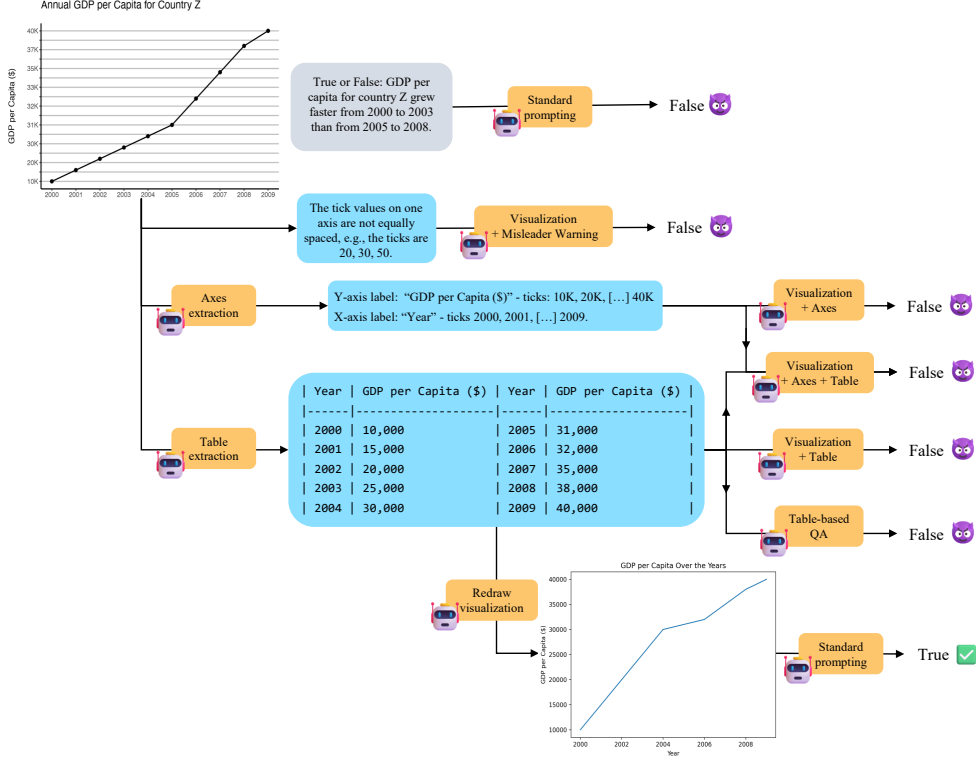 Annual GDP per Capita for Country Z
GDP per Capita ($)
40K
37K
35K
33K
31K
30K
20K
10K
2000 2001 2002 2003 2004 2005 2006 2007 2008 2009
True or False: GDP per
capita for country Z grew
faster from 2000 to 2003
than from 2005 to 2008.
Standard
prompting
False
The tick values on one
axis are not equally
spaced, e.g., the ticks are
20, 30, 50.
Visualization
+ Misleader Warning
False
Axes
extraction
Y-axis label: “GDP per Capita ($)” - ticks: 10K, 20K, […] 40K
X-axis label: “Year” - ticks 2000, 2001, […] 2009.
Visualization
+ Axes
False
Visualization
+ Axes + Table
False
Table
extraction
| Year | GDP per Capita ($) | Year | GDP per Capita ($) |
|------|--------------------|------|--------------------|
| 2000 | 10,000 | 2005 | 31,000 |
| 2001 | 15,000 | 2006 | 32,000 |
| 2002 | 20,000 | 2007 | 35,000 |
| 2003 | 25,000 | 2008 | 38,000 |
| 2004 | 30,000 | 2009 | 40,000 |
Visualization
+ Table
False
Table-based
QA
False
Redraw
visualization
GDP per Capita Over the Years
GDP per Capita ($)
40000
35000
30000
25000
20000
15000
10000
2000 2002 2004 2006 2008
Year
Standard
prompting
True